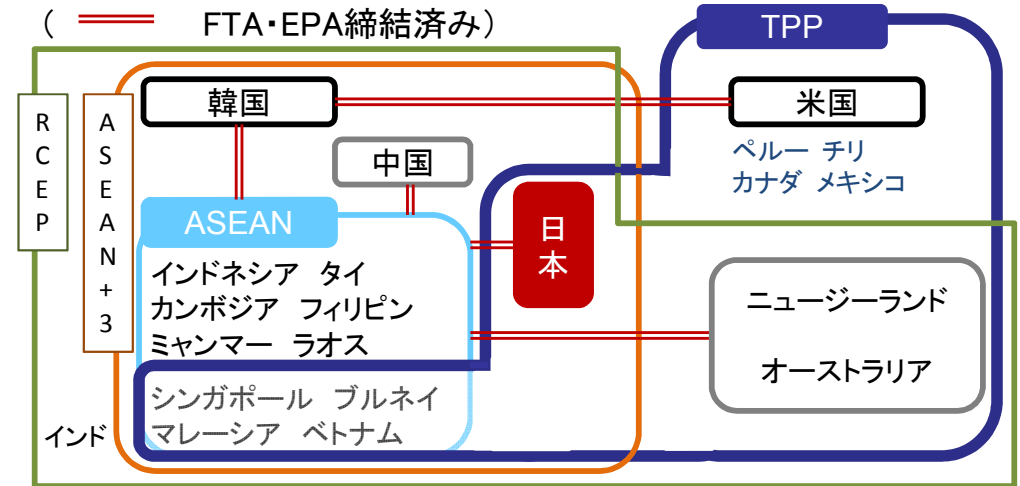 ( ══ FTA・EPA締結済み)
TPP
RCEP
ASEAN+3
韓国
米国
中国
ペルー チリ
カナダ メキシコ
ASEAN
日本
インドネシア タイ
カンボジア フィリピン
ミャンマー ラオス
ニュージーランド
オーストラリア
シンガポール ブルネイ
マレーシア ベトナム
インド